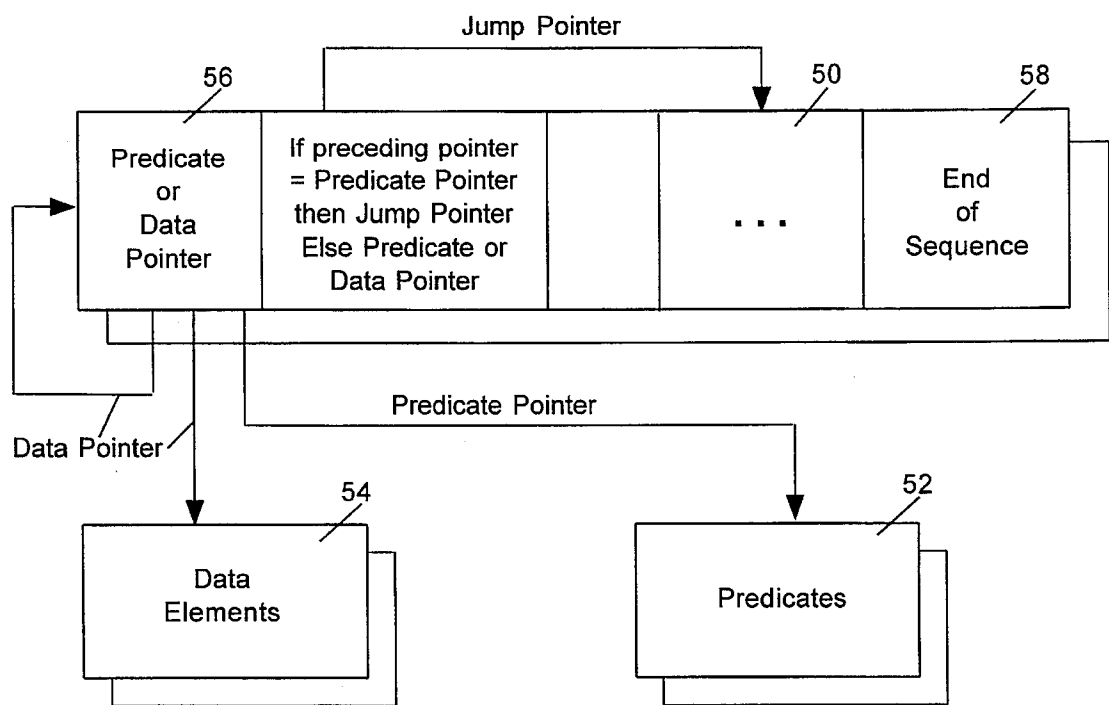 Jump Pointer
56
50
58
Predicate
or
Data
Pointer
If preceding pointer
= Predicate Pointer
then Jump Pointer
Else Predicate or
Data Pointer
. . .
End
of
Sequence
Predicate Pointer
Data Pointer
54
52
Data
Elements
Predicates